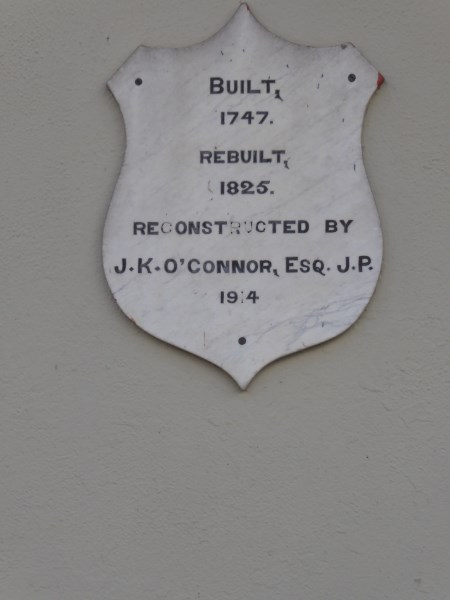 BUILT,
1747.
REBUILT,
1825.
RECONSTRUCTED BY
J.K. O'CONNOR, ESQ. J.P.
1914